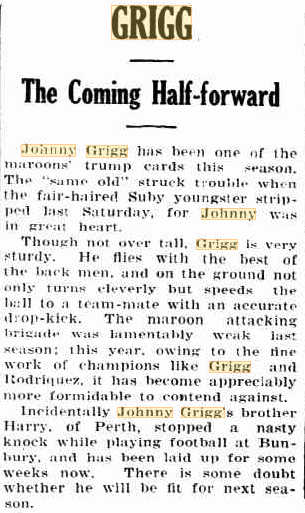 GRIGG
The Coming Half-forward
Johnny Grigg has been one of the
maroons' trump cards this season.
The "same old" struck trouble when
the fair-haired Suby youngster strip-
ped last Saturday, for Johnny was
in great heart.
Though not over tall, Grigg is very
sturdy. He flies with the best of
the back men, and on the ground not
only turns cleverly but speeds the
ball to a team-mate with an accurate
drop-kick. The maroon attacking
brigade was lamentably weak last
season; this year, owing to the fine
work of champions like Grigg and
Rodriquez, it has become appreciably
more formidable to contend against.
Incidentally Johnny Grigg's brother
Harry, of Perth, stopped a nasty
knock while playing football at Bun-
bury, and has been laid up for some
weeks now. There is some doubt
whether he will be fit for next sea-
son.